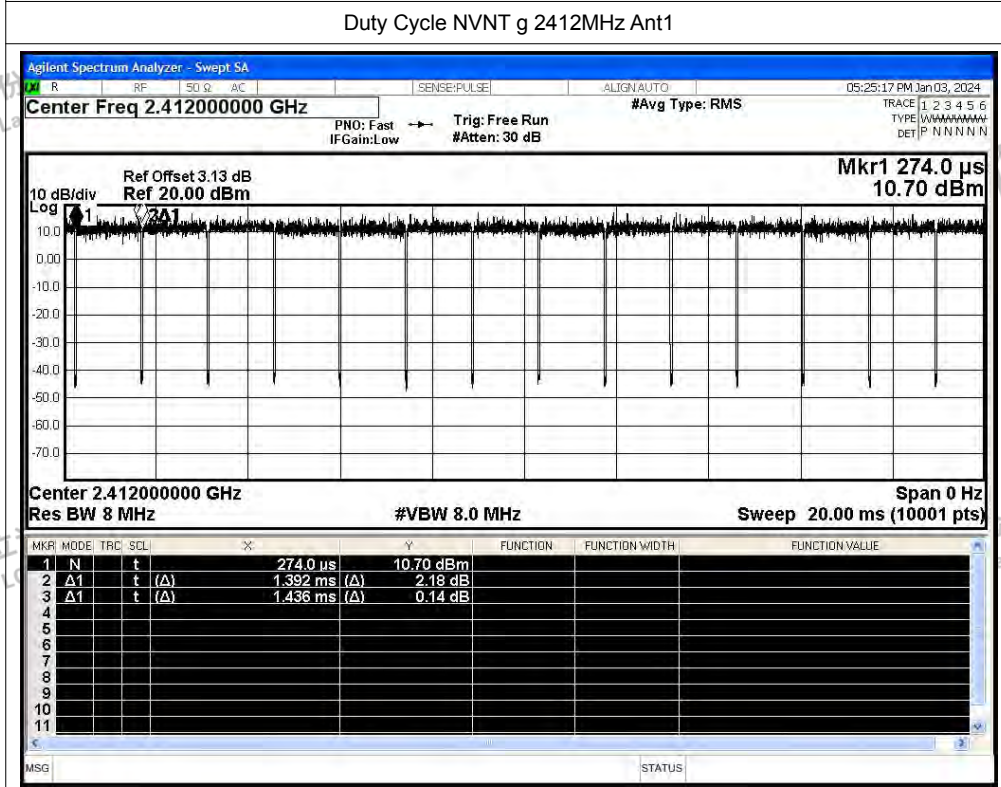 Duty Cycle NVNT g 2412MHz Ant1
Agilent Spectrum Analyzer - Swept SA
R RF 50 Ω AC SENSE:PULSE ALIGN AUTO 05:25:17 PM Jan 03, 2024
Center Freq 2.412000000 GHz #Avg Type: RMS TRACE 1 2 3 4 5 6
PNO: Fast Trig: Free Run TYPE
IFGain:Low #Atten: 30 dB DET P N N N N N
Mkr1 274.0 µs
10.70 dBm
Ref Offset 3.13 dB
10 dB/div Ref 20.00 dBm
Log
1 3Δ1
10.0
0.00
-10.0
-20.0
-30.0
-40.0
-50.0
-60.0
-70.0
Center 2.412000000 GHz Span 0 Hz
Res BW 8 MHz #VBW 8.0 MHz Sweep 20.00 ms (10001 pts)
MKR MODE TRC SCL X Y FUNCTION FUNCTION WIDTH FUNCTION VALUE
1 N t 274.0 µs 10.70 dBm
2 Δ1 t (Δ) 1.392 ms (Δ) 2.18 dB
3 Δ1 t (Δ) 1.436 ms (Δ) 0.14 dB
4
5
6
7
8
9
10
11
MSG STATUS